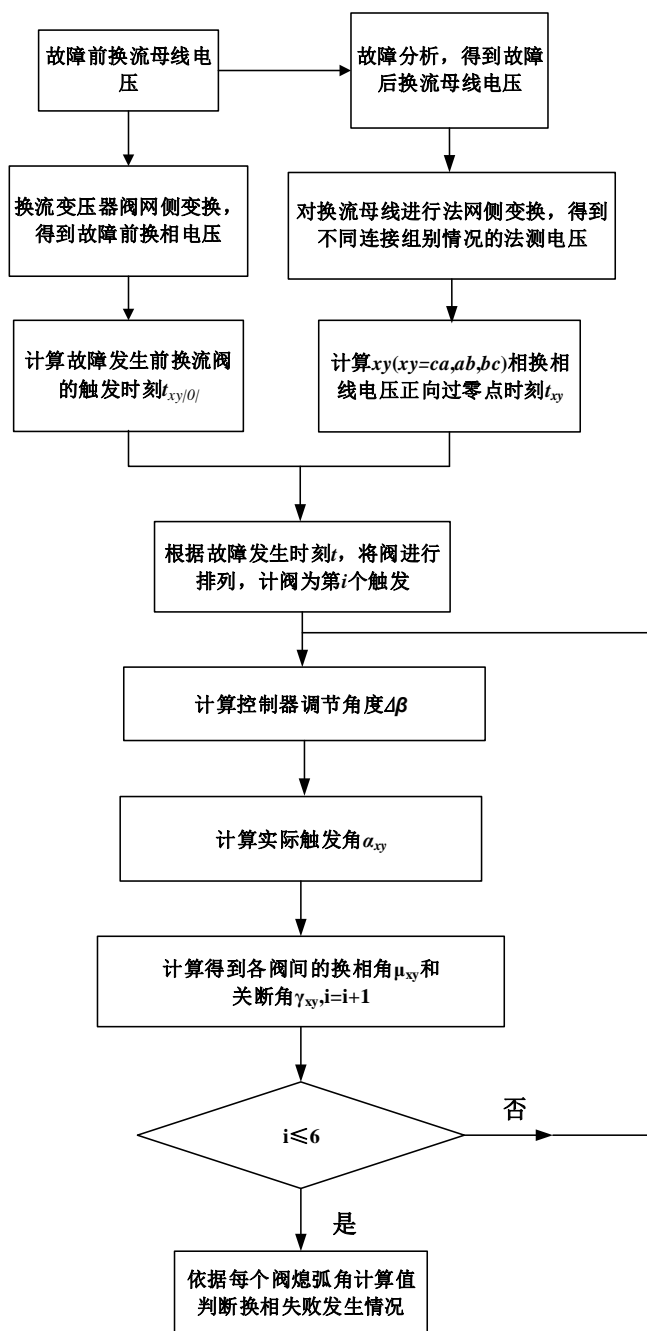 故障前换流母线电
压
故障分析，得到故障
后换流母线电压
换流变压器阀网侧变换，
得到故障前换相电压
对换流母线进行法网侧变换，得到
不同连接组别情况的法测电压
计算故障发生前换流阀
的触发时刻txy|0|
计算xy(xy=ca,ab,bc)相换相
线电压正向过零点时刻txy
根据故障发生时刻t，将阀进行
排列，计阀为第i个触发
计算控制器调节角度Δβ
计算实际触发角αxy
计算得到各阀间的换相角μxy和
关断角γxy,i=i+1
i≤6
否
是
依据每个阀熄弧角计算值
判断换相失败发生情况